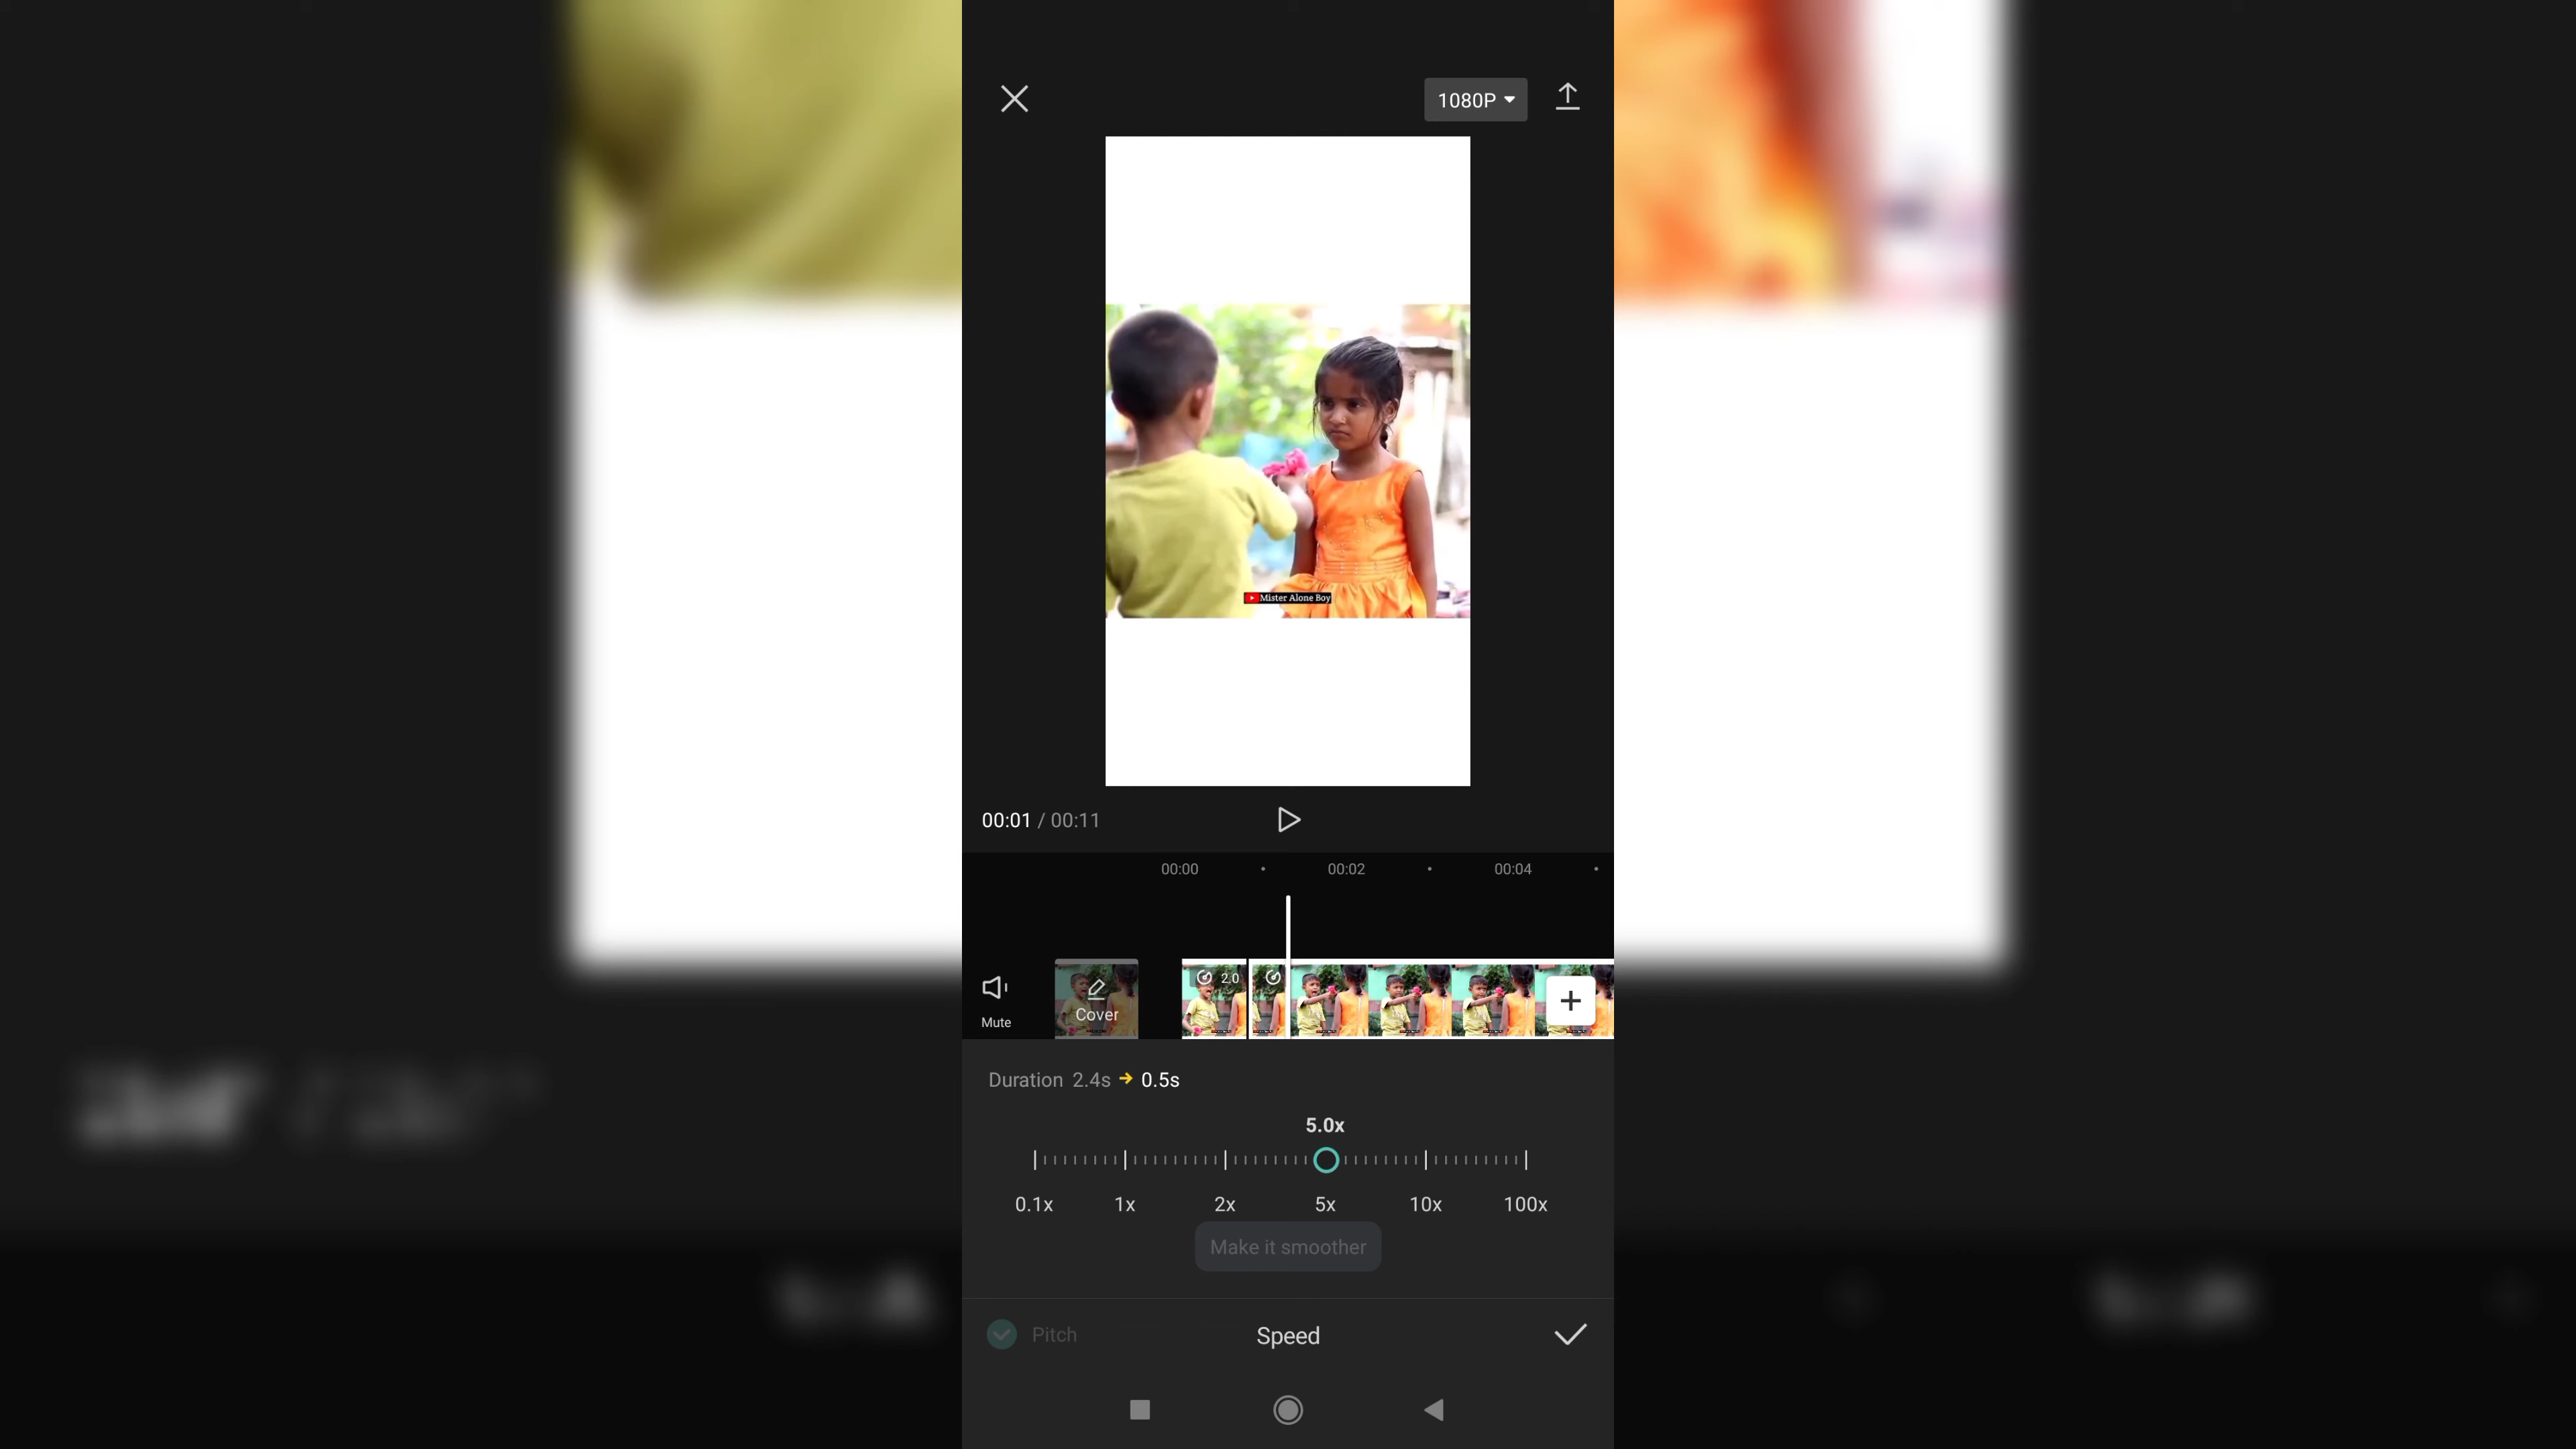 1080P
Mister Alone Boy
00:01 / 00:11
00:00 00:02 00:04
2.0
Mute
Cover
Duration 2.4s → 0.5s
5.0x
0.1x 1x 2x 5x 10x 100x
Make it smoother
Pitch Speed